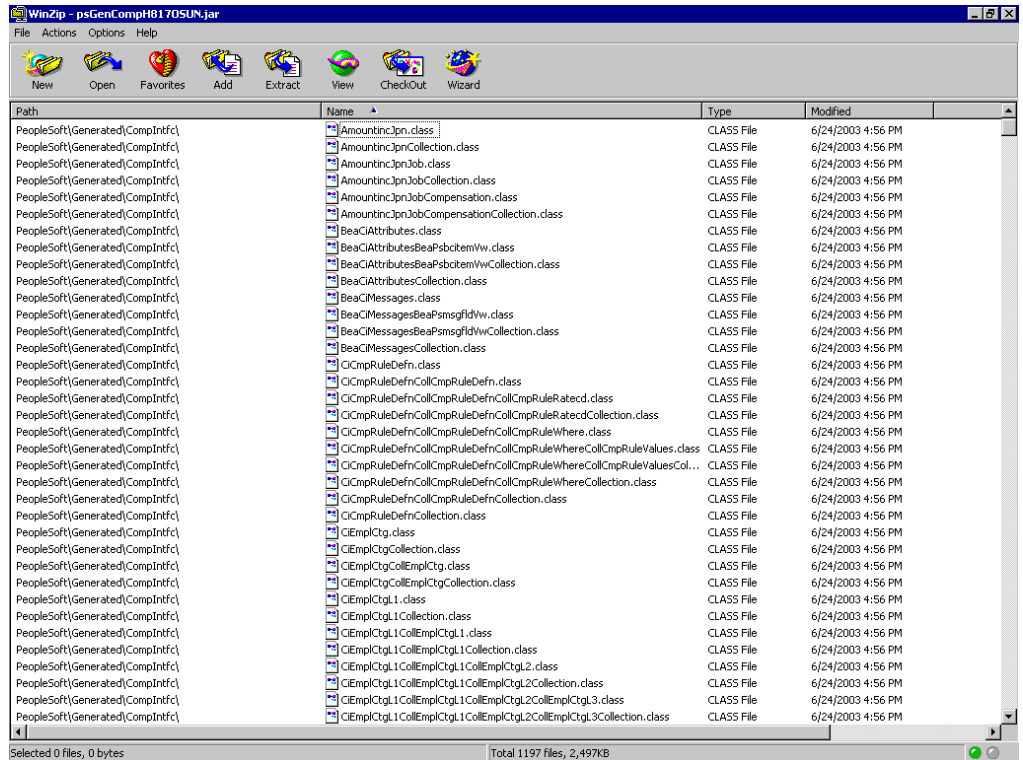 WinZip - psGenCompH817OSUN.jar
File Actions Options Help
New Open Favorites Add Extract View CheckOut Wizard
Path Name Type Modified
PeopleSoft\Generated\CompIntfc\ AmountincJpn.class CLASS File 6/24/2003 4:56 PM
PeopleSoft\Generated\CompIntfc\ AmountincJpnCollection.class CLASS File 6/24/2003 4:56 PM
PeopleSoft\Generated\CompIntfc\ AmountincJpnJob.class CLASS File 6/24/2003 4:56 PM
PeopleSoft\Generated\CompIntfc\ AmountincJpnJobCollection.class CLASS File 6/24/2003 4:56 PM
PeopleSoft\Generated\CompIntfc\ AmountincJpnJobCompensation.class CLASS File 6/24/2003 4:56 PM
PeopleSoft\Generated\CompIntfc\ AmountincJpnJobCompensationCollection.class CLASS File 6/24/2003 4:56 PM
PeopleSoft\Generated\CompIntfc\ BeaCiAttributes.class CLASS File 6/24/2003 4:56 PM
PeopleSoft\Generated\CompIntfc\ BeaCiAttributesBeaPsbcitemVw.class CLASS File 6/24/2003 4:56 PM
PeopleSoft\Generated\CompIntfc\ BeaCiAttributesBeaPsbcitemVwCollection.class CLASS File 6/24/2003 4:56 PM
PeopleSoft\Generated\CompIntfc\ BeaCiAttributesCollection.class CLASS File 6/24/2003 4:56 PM
PeopleSoft\Generated\CompIntfc\ BeaCiMessages.class CLASS File 6/24/2003 4:56 PM
PeopleSoft\Generated\CompIntfc\ BeaCiMessagesBeaPsmsgfldVw.class CLASS File 6/24/2003 4:56 PM
PeopleSoft\Generated\CompIntfc\ BeaCiMessagesBeaPsmsgfldVwCollection.class CLASS File 6/24/2003 4:56 PM
PeopleSoft\Generated\CompIntfc\ BeaCiMessagesCollection.class CLASS File 6/24/2003 4:56 PM
PeopleSoft\Generated\CompIntfc\ CiCmpRuleDefn.class CLASS File 6/24/2003 4:56 PM
PeopleSoft\Generated\CompIntfc\ CiCmpRuleDefnCollCmpRuleDefn.class CLASS File 6/24/2003 4:56 PM
PeopleSoft\Generated\CompIntfc\ CiCmpRuleDefnCollCmpRuleDefnCollCmpRuleRatecd.class CLASS File 6/24/2003 4:56 PM
PeopleSoft\Generated\CompIntfc\ CiCmpRuleDefnCollCmpRuleDefnCollCmpRuleRatecdCollection.class CLASS File 6/24/2003 4:56 PM
PeopleSoft\Generated\CompIntfc\ CiCmpRuleDefnCollCmpRuleDefnCollCmpRuleWhere.class CLASS File 6/24/2003 4:56 PM
PeopleSoft\Generated\CompIntfc\ CiCmpRuleDefnCollCmpRuleDefnCollCmpRuleWhereCollCmpRuleValues.class CLASS File 6/24/2003 4:56 PM
PeopleSoft\Generated\CompIntfc\ CiCmpRuleDefnCollCmpRuleDefnCollCmpRuleWhereCollCmpRuleValuesCol... CLASS File 6/24/2003 4:56 PM
PeopleSoft\Generated\CompIntfc\ CiCmpRuleDefnCollCmpRuleDefnCollCmpRuleWhereCollection.class CLASS File 6/24/2003 4:56 PM
PeopleSoft\Generated\CompIntfc\ CiCmpRuleDefnCollCmpRuleDefnCollection.class CLASS File 6/24/2003 4:56 PM
PeopleSoft\Generated\CompIntfc\ CiCmpRuleDefnCollection.class CLASS File 6/24/2003 4:56 PM
PeopleSoft\Generated\CompIntfc\ CiEmplCtg.class CLASS File 6/24/2003 4:56 PM
PeopleSoft\Generated\CompIntfc\ CiEmplCtgCollection.class CLASS File 6/24/2003 4:56 PM
PeopleSoft\Generated\CompIntfc\ CiEmplCtgCollEmplCtg.class CLASS File 6/24/2003 4:56 PM
PeopleSoft\Generated\CompIntfc\ CiEmplCtgCollEmplCtgCollection.class CLASS File 6/24/2003 4:56 PM
PeopleSoft\Generated\CompIntfc\ CiEmplCtgL1.class CLASS File 6/24/2003 4:56 PM
PeopleSoft\Generated\CompIntfc\ CiEmplCtgL1Collection.class CLASS File 6/24/2003 4:56 PM
PeopleSoft\Generated\CompIntfc\ CiEmplCtgL1CollEmplCtgL1.class CLASS File 6/24/2003 4:56 PM
PeopleSoft\Generated\CompIntfc\ CiEmplCtgL1CollEmplCtgL1Collection.class CLASS File 6/24/2003 4:56 PM
PeopleSoft\Generated\CompIntfc\ CiEmplCtgL1CollEmplCtgL1CollEmplCtgL2.class CLASS File 6/24/2003 4:56 PM
PeopleSoft\Generated\CompIntfc\ CiEmplCtgL1CollEmplCtgL1CollEmplCtgL2Collection.class CLASS File 6/24/2003 4:56 PM
PeopleSoft\Generated\CompIntfc\ CiEmplCtgL1CollEmplCtgL1CollEmplCtgL2CollEmplCtgL3.class CLASS File 6/24/2003 4:56 PM
PeopleSoft\Generated\CompIntfc\ CiEmplCtgL1CollEmplCtgL1CollEmplCtgL2CollEmplCtgL3Collection.class CLASS File 6/24/2003 4:56 PM
Selected 0 files, 0 bytes Total 1197 files, 2,497KB